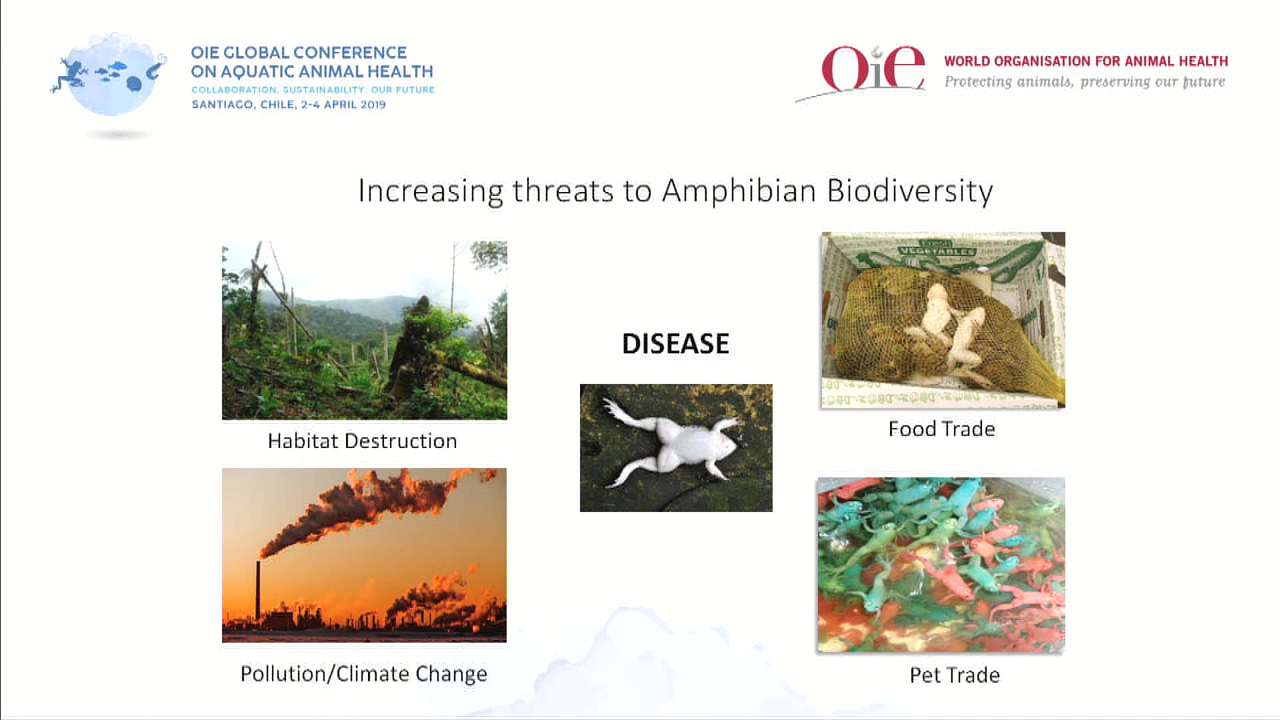 OIE GLOBAL CONFERENCE
ON AQUATIC ANIMAL HEALTH
COLLABORATION, SUSTAINABILITY: OUR FUTURE
SANTIAGO, CHILE, 2-4 APRIL 2019
Oie
WORLD ORGANISATION FOR ANIMAL HEALTH
Protecting animals, preserving our future
Increasing threats to Amphibian Biodiversity
Fresh
VEGETABLES
DISEASE
Habitat Destruction
Food Trade
Pollution/Climate Change
Pet Trade